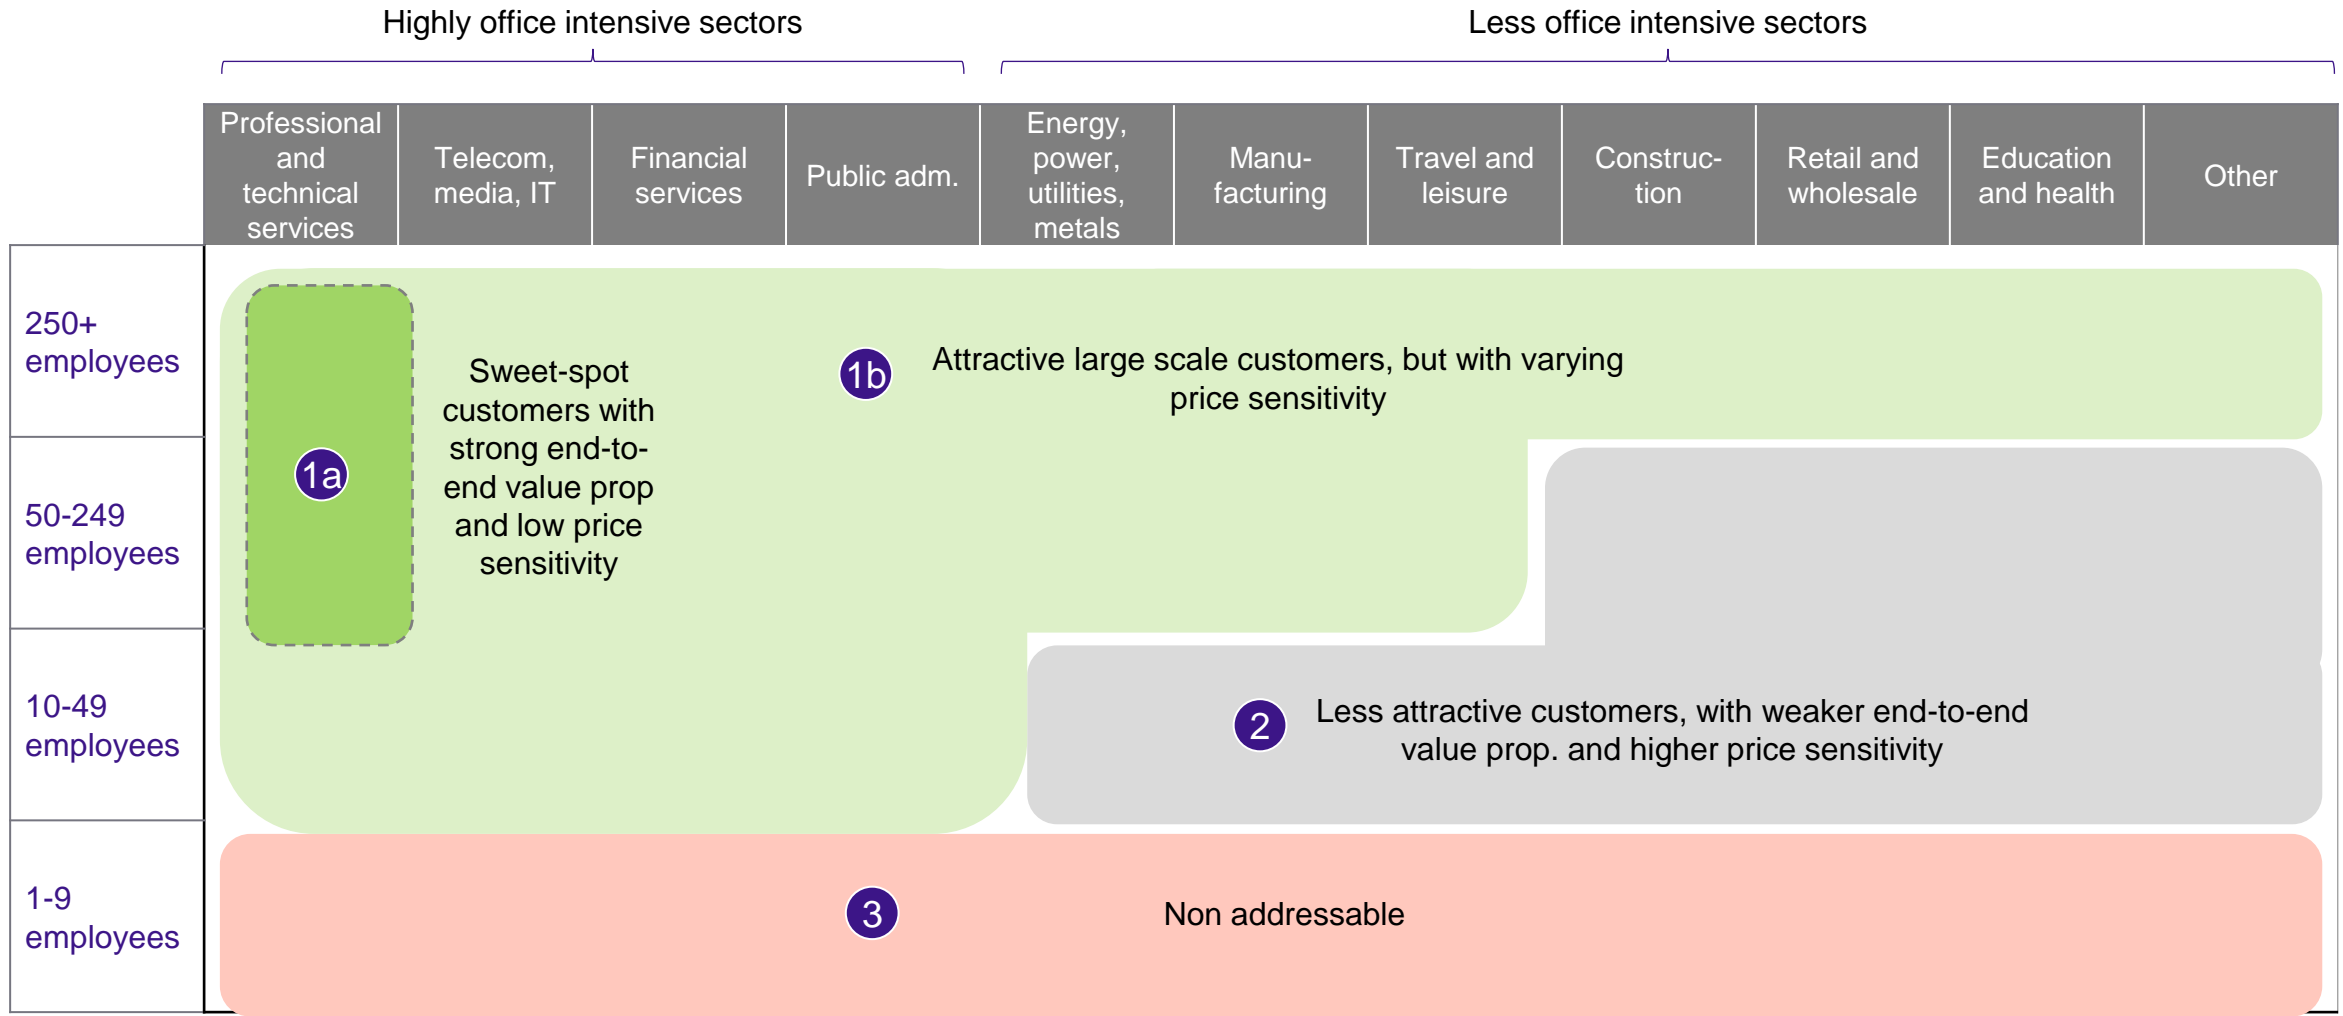 Highly office intensive sectors
Less office intensive sectors
Professional
and
technical
services
Telecom,
media, IT
Financial
services
Public adm.
Energy,
power,
utilities,
metals
Manu-
facturing
Travel and
leisure
Construc-
tion
Retail and
wholesale
Education
and health
Other
250+
employees
50-249
employees
10-49
employees
1-9
employees
1a
Sweet-spot
customers with
strong end-to-
end value prop
and low price
sensitivity
1b
Attractive large scale customers, but with varying
price sensitivity
2
Less attractive customers, with weaker end-to-end
value prop. and higher price sensitivity
3
Non addressable